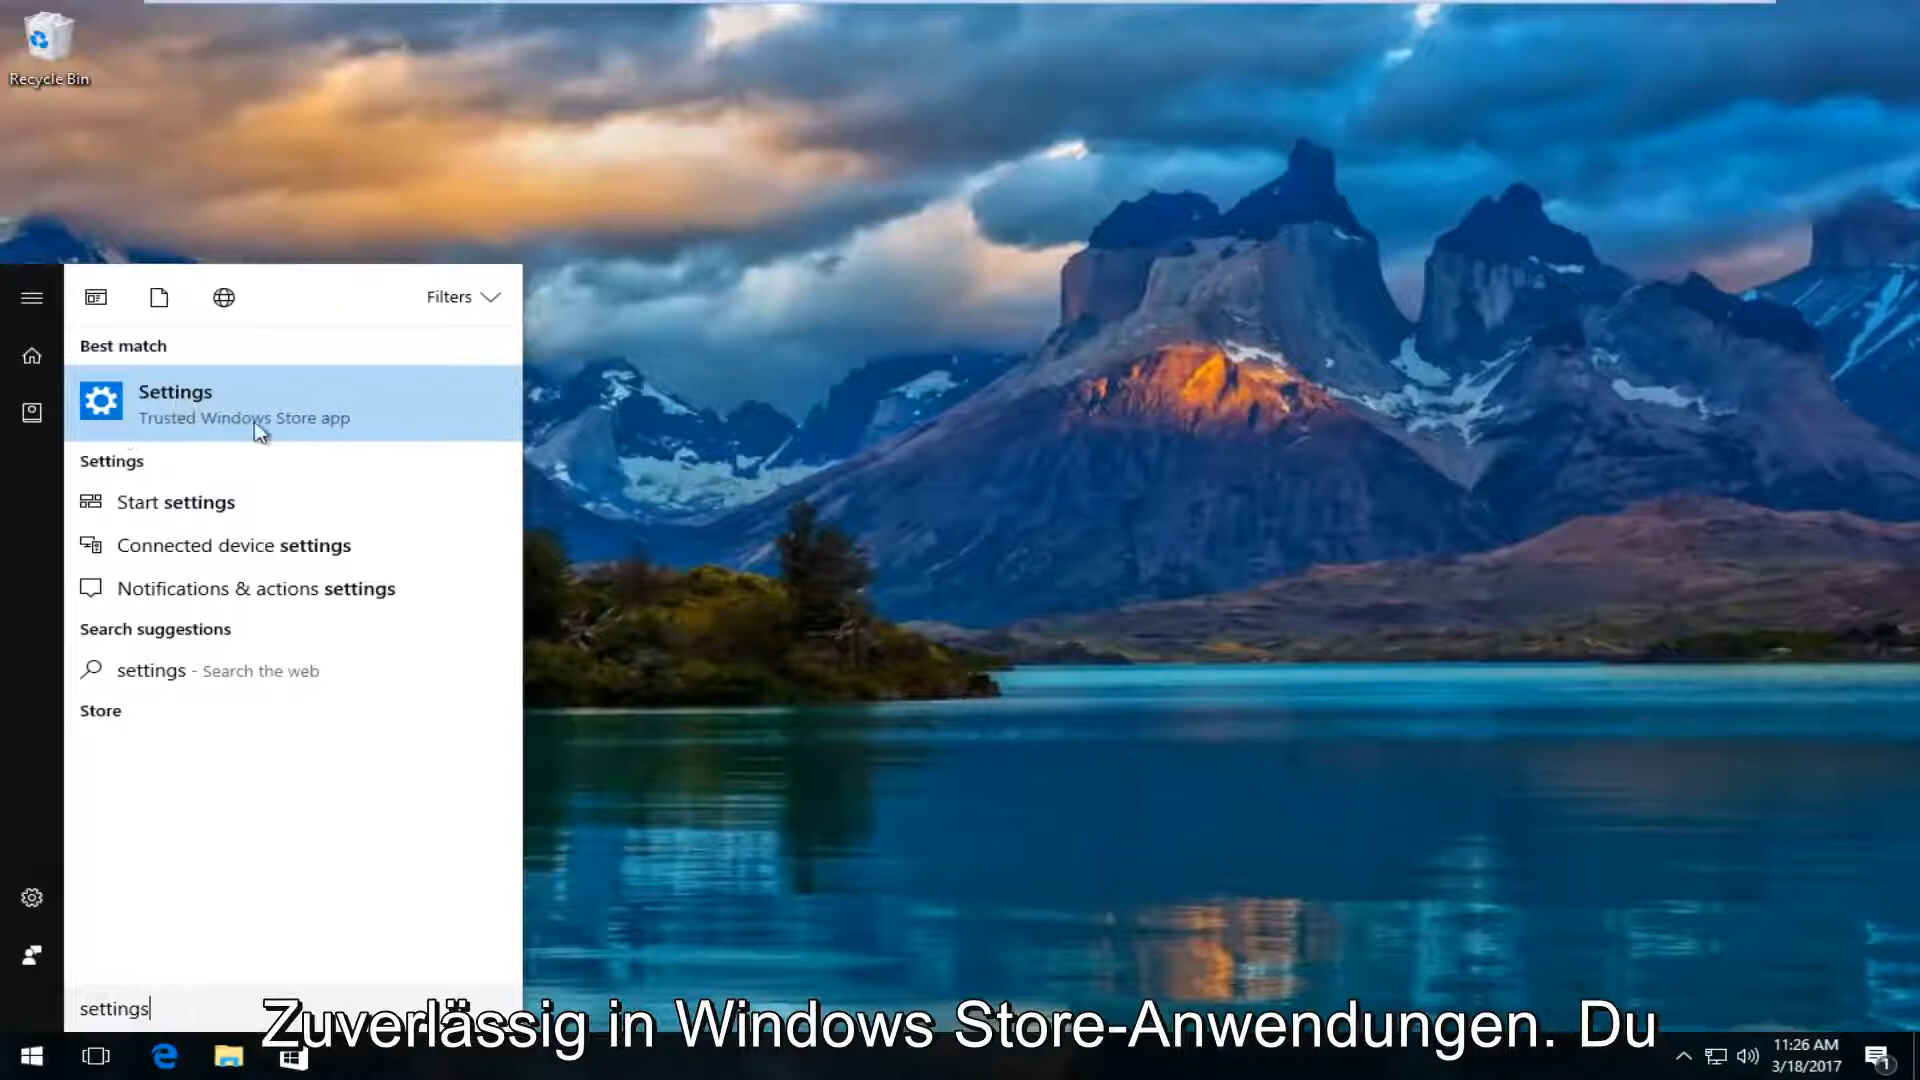 Recycle Bin
Filters
Best match
Settings
Trusted Windows Store app
Settings
Start settings
Connected device settings
Notifications & actions settings
Search suggestions
settings - Search the web
Store
settings
Zuverlässig in Windows Store-Anwendungen. Du
11:26 AM
3/18/2017
1